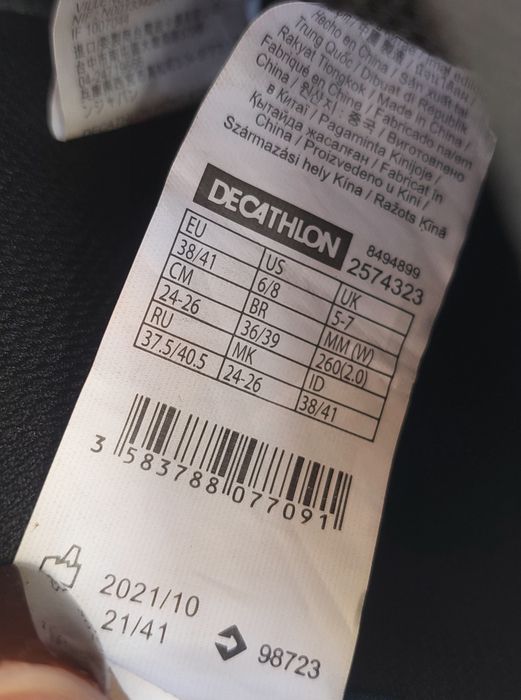 IF 1007094
Hecho en China / Sản xuất tại
Trung Quốc / Dibuat di Republik
Rakyat Tiongkok / Made in China /
Fabriqué en Chine / Fabricado na/em
China / 원산지 : 중국 / Виготовлено
в Китаї / Pagaminta Kinijoje /
Қытайда жасалған / Fabricat în
China / Proizvedeno u Kini /
Származási hely Kína / Ražots Ķīnā
DECATHLON
8494899
2574323
EU US UK
38/41 6/8 5-7
CM BR MM (W)
24-26 36/39 260(2.0)
RU MK ID
37.5/40.5 24-26 38/41
3 583788 077091
2021/10
21/41
98723